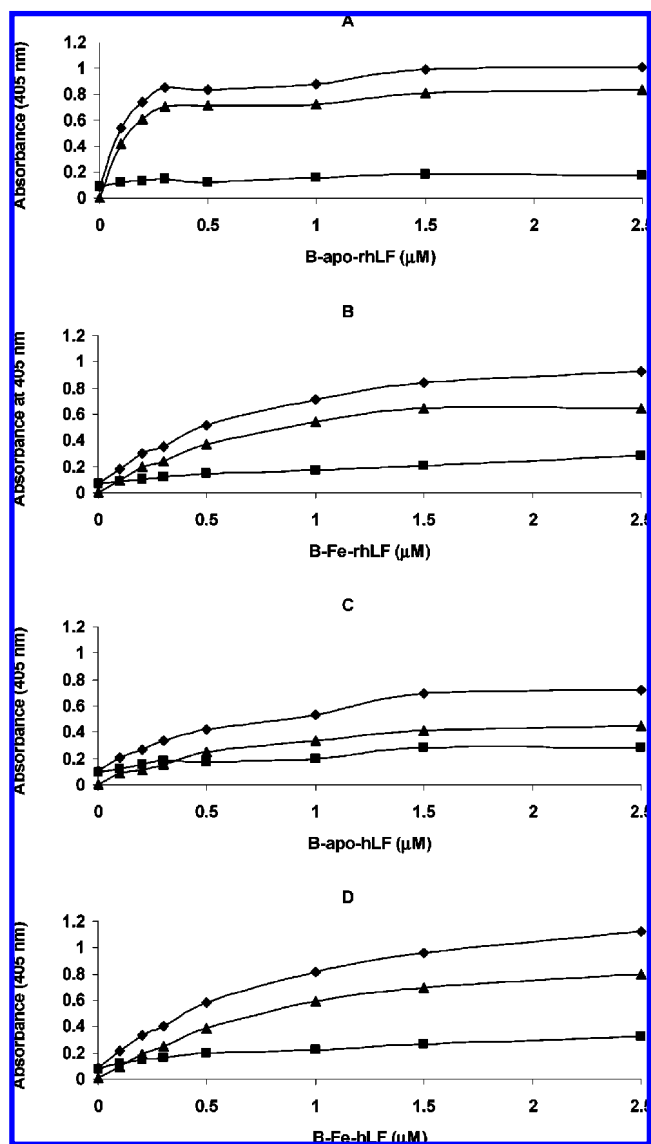 A
Absorbance (405 nm)
1.2
1
0.8
0.6
0.4
0.2
0
0 0.5 1 1.5 2 2.5
B-apo-rhLF (µM)
B
Absorbance at 405 nm
1.2
1
0.8
0.6
0.4
0.2
0
0 0.5 1 1.5 2 2.5
B-Fe-rhLF (µM)
C
Absorbance (405 nm)
1.2
1
0.8
0.6
0.4
0.2
0
0 0.5 1 1.5 2 2.5
B-apo-hLF (µM)
D
Absorbance (405 nm)
1.2
1
0.8
0.6
0.4
0.2
0
0 0.5 1 1.5 2 2.5
B-Fe-hLF (µM)